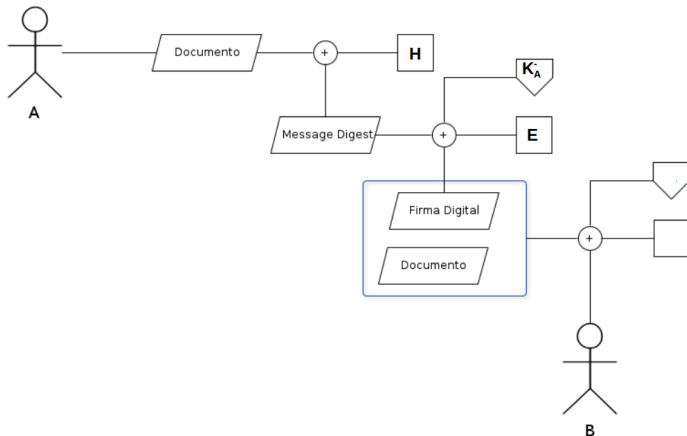 Documento
+
H
A
K⁻A
Message Digest
+
E
Firma Digital
+
Documento
B